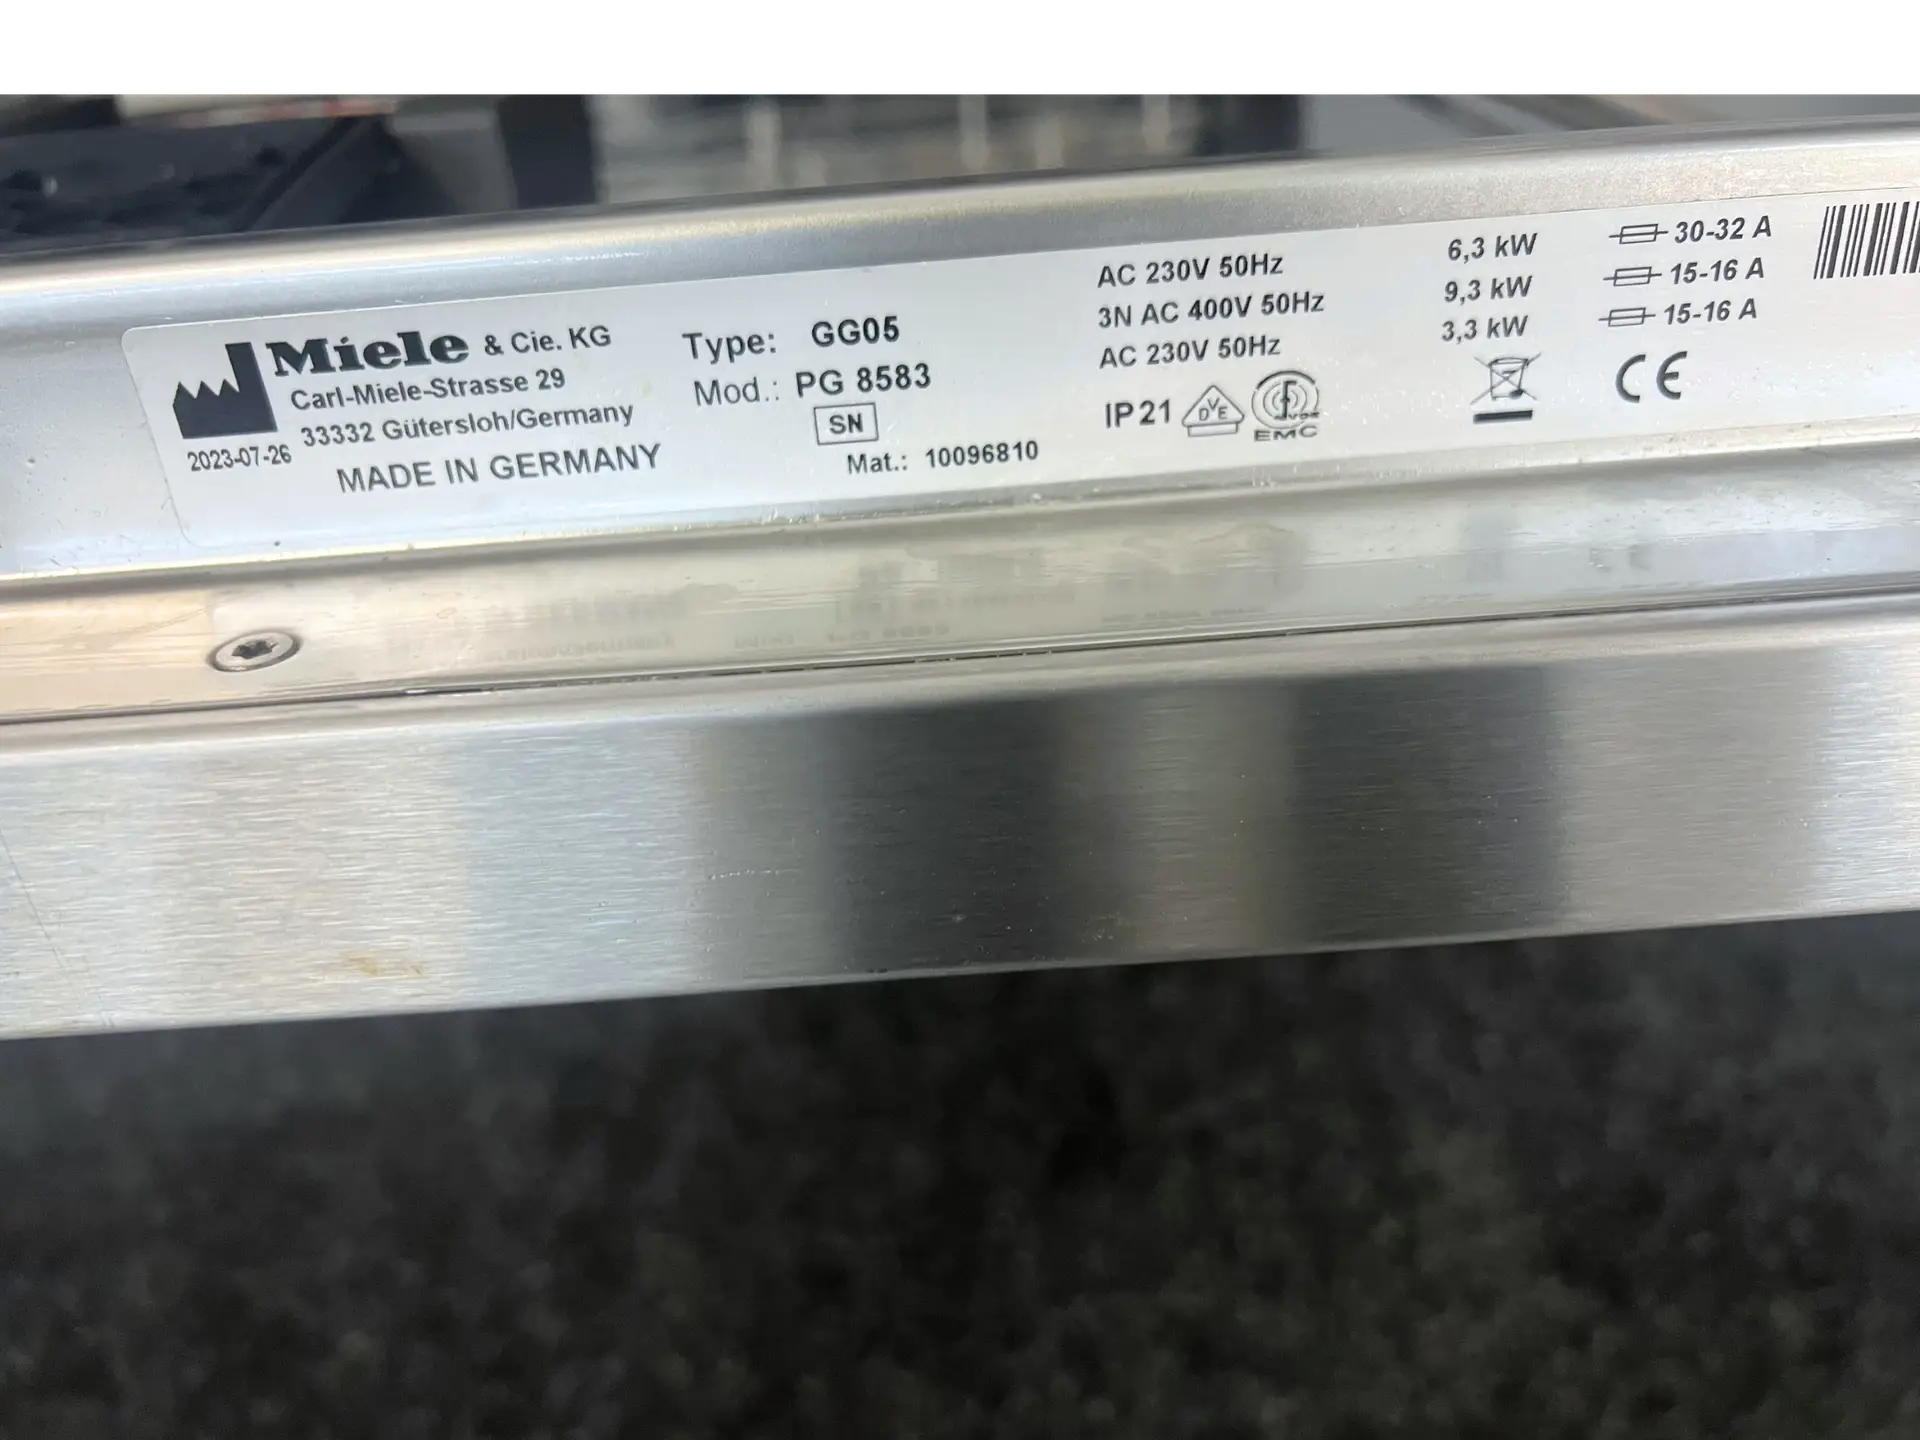 Miele & Cie. KG
Carl-Miele-Strasse 29
33332 Gütersloh/Germany
2023-07-26
MADE IN GERMANY
Type: GG05
Mod.: PG 8583
SN
Mat.: 10096810
AC 230V 50Hz 6,3 kW 30-32 A
3N AC 400V 50Hz 9,3 kW 15-16 A
AC 230V 50Hz 3,3 kW 15-16 A
IP21 DVE VDE EMC CE